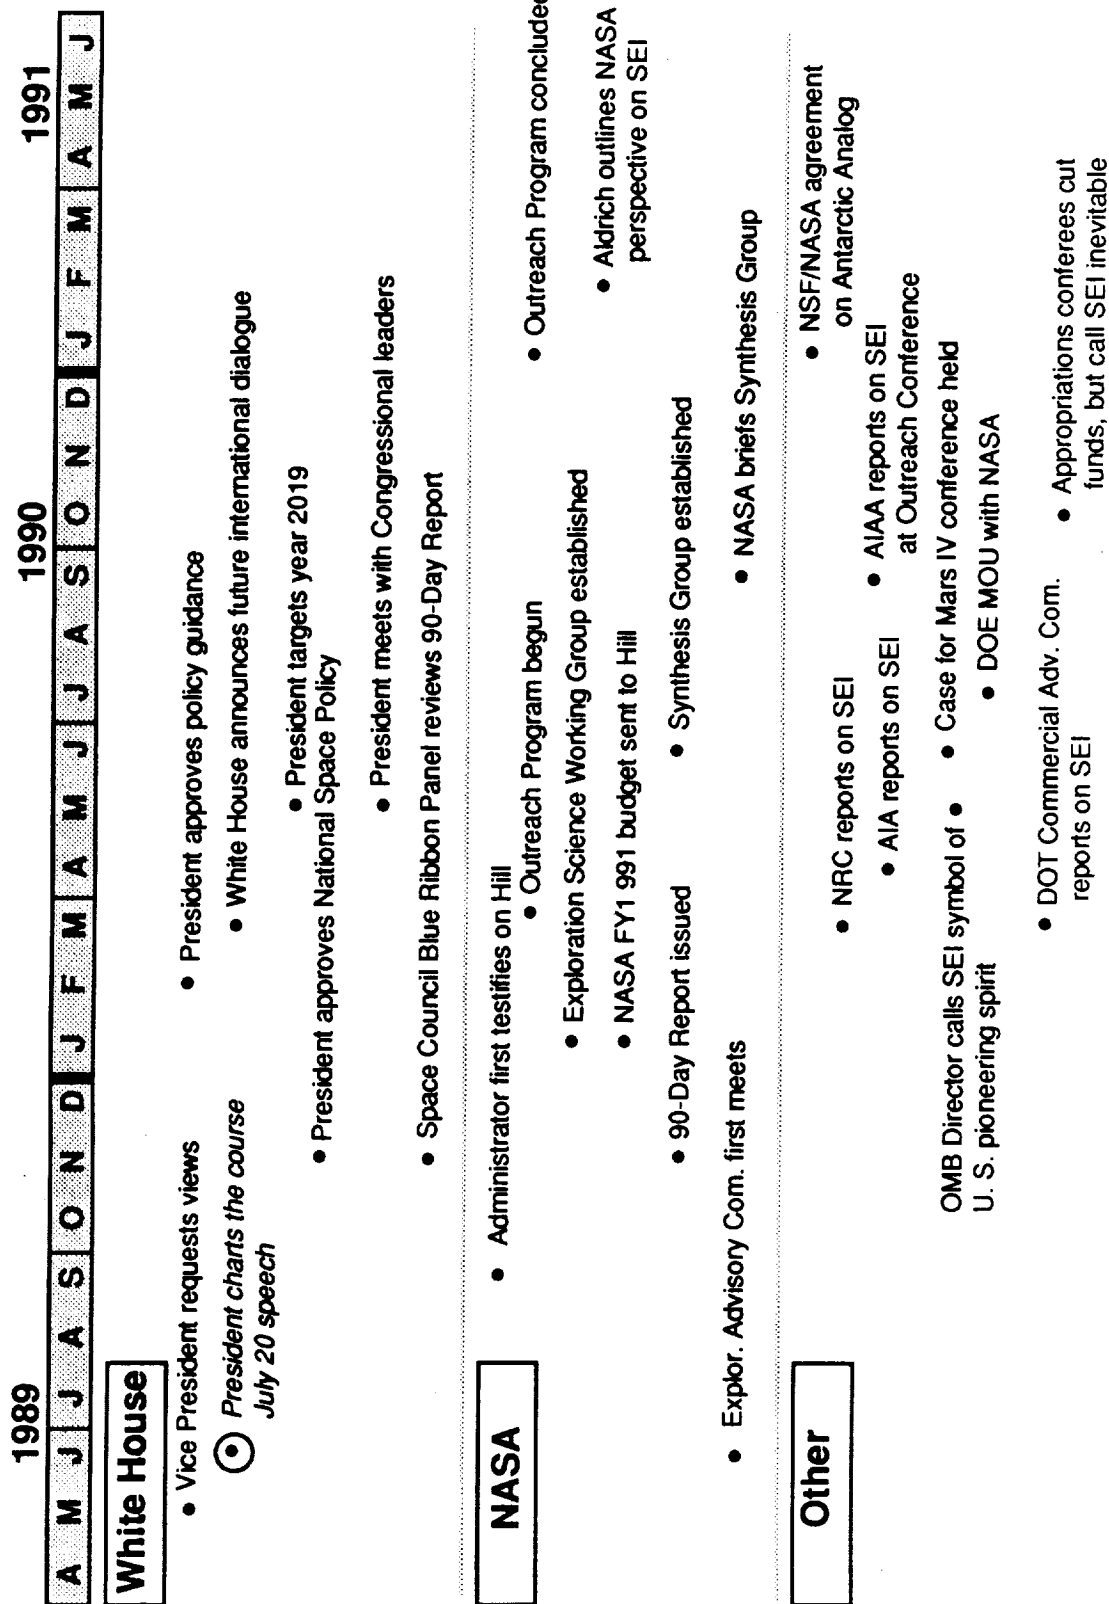 1989
1990
1991
A M J J A S O N D J F M A M J J A S O N D J F M A M J
White House
• Vice President requests views
• President approves policy guidance
President charts the course
July 20 speech
• White House announces future international dialogue
• President targets year 2019
• President approves National Space Policy
• President meets with Congressional leaders
• Space Council Blue Ribbon Panel reviews 90-Day Report
NASA
• Administrator first testifies on Hill
• Outreach Program begun
• Outreach Program concluded
• Exploration Science Working Group established
• Aldrich outlines NASA
perspective on SEI
• NASA FY1 991 budget sent to Hill
• 90-Day Report issued
• Synthesis Group established
• Explor. Advisory Com. first meets
• NASA briefs Synthesis Group
Other
• NSF/NASA agreement
on Antarctic Analog
• NRC reports on SEI
• AIAA reports on SEI
at Outreach Conference
• AIA reports on SEI
OMB Director calls SEI symbol of •
U. S. pioneering spirit
• Case for Mars IV conference held
• DOE MOU with NASA
• DOT Commercial Adv. Com.
reports on SEI
• Appropriations conferees cut
funds, but call SEI inevitable